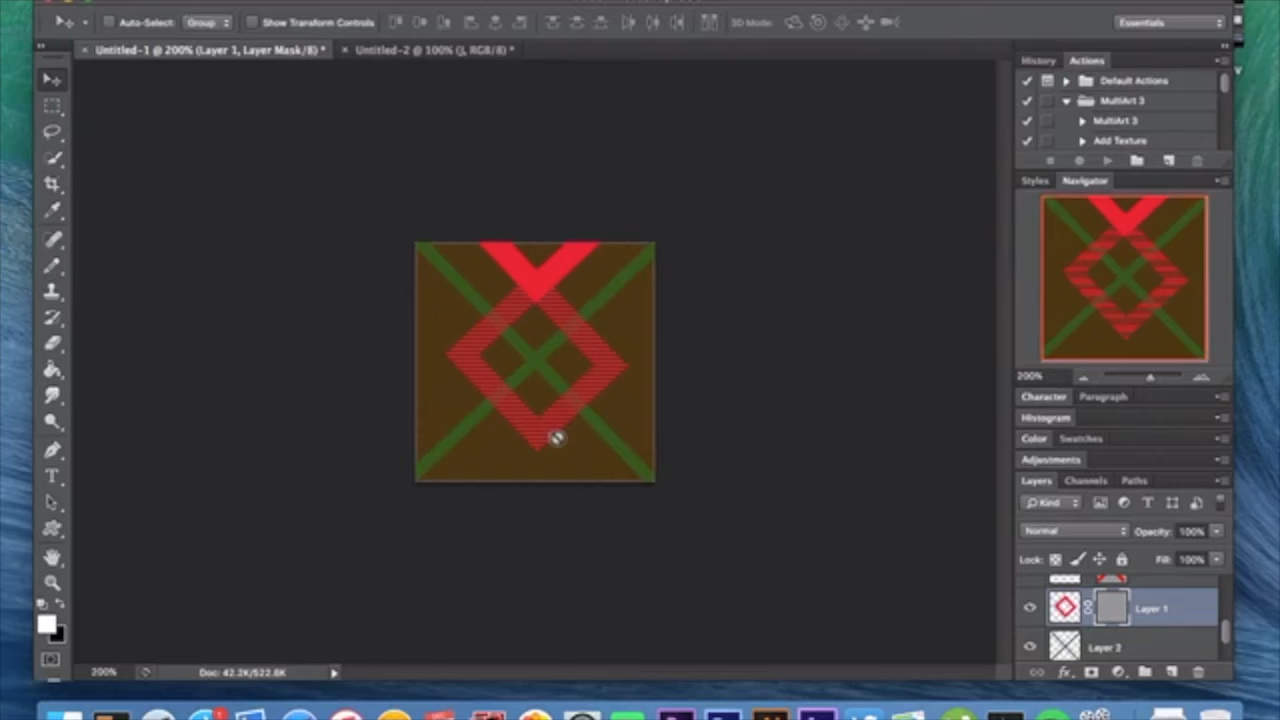 Auto-Select: Group Show Transform Controls 3D Mode: Essentials
Untitled-1 @ 200% (Layer 1, Layer Mask/8) * Untitled-2 @ 100% (J, RGB/8) *
History Actions
Default Actions
MultiArt 3
MultiArt 3
Add Texture
Styles Navigator
200%
Character Paragraph
Histogram
Color Swatches
Adjustments
Layers Channels Paths
Kind
Normal Opacity: 100%
Lock: Fill: 100%
Layer 1
Layer 2
fx
200% Doc: 42.2K/522.8K